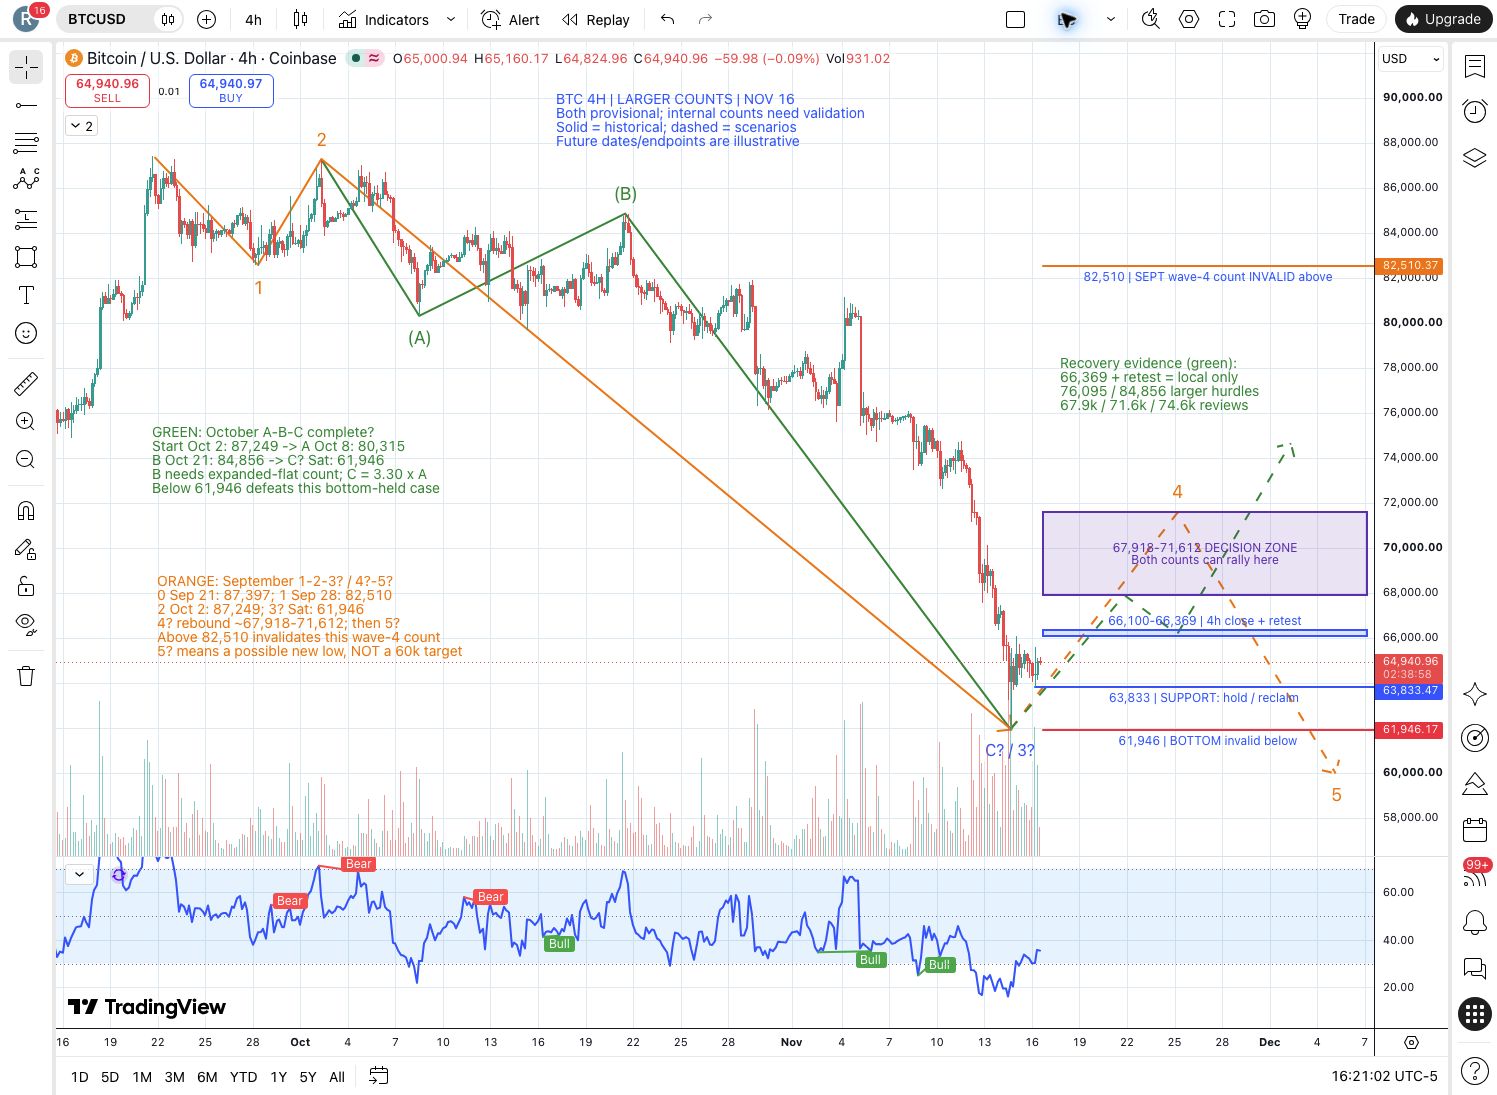 R
16
BTCUSD
4h
Indicators
Alert
Replay
Trade
Upgrade
Bitcoin / U.S. Dollar · 4h · Coinbase
O65,000.94 H65,160.17 L64,824.96 C64,940.96 −59.98 (−0.09%) Vol931.02
USD
64,940.96
SELL
0.01
64,940.97
BUY
2
BTC 4H | LARGER COUNTS | NOV 16
Both provisional; internal counts need validation
Solid = historical; dashed = scenarios
Future dates/endpoints are illustrative
2
1
(A)
(B)
82,510 | SEPT wave-4 count INVALID above
Recovery evidence (green):
66,369 + retest = local only
76,095 / 84,856 larger hurdles
67.9k / 71.6k / 74.6k reviews
GREEN: October A-B-C complete?
Start Oct 2: 87,249 -> A Oct 8: 80,315
B Oct 21: 84,856 -> C? Sat: 61,946
B needs expanded-flat count; C = 3.30 x A
Below 61,946 defeats this bottom-held case
4
67,918-71,612 DECISION ZONE
Both counts can rally here
ORANGE: September 1-2-3? / 4?-5?
0 Sep 21: 87,397; 1 Sep 28: 82,510
2 Oct 2: 87,249; 3? Sat: 61,946
4? rebound ~67,918-71,612; then 5?
Above 82,510 invalidates this wave-4 count
5? means a possible new low, NOT a 60k target
66,100-66,369 | 4h close + retest
63,833 | SUPPORT: hold / reclaim
61,946 | BOTTOM invalid below
C? / 3?
5
90,000.00
88,000.00
86,000.00
84,000.00
82,510.37
82,000.00
80,000.00
78,000.00
76,000.00
74,000.00
72,000.00
70,000.00
68,000.00
66,000.00
64,940.96
02:38:58
63,833.47
61,946.17
60,000.00
58,000.00
Bear
Bear
Bear
Bull
Bull
Bull
60.00
40.00
20.00
TradingView
16 19 22 25 28 Oct 4 7 10 13 16 19 22 25 28 Nov 4 7 10 13 16 19 22 25 28 Dec 4 7
1D 5D 1M 3M 6M YTD 1Y 5Y All
16:21:02 UTC-5
99+